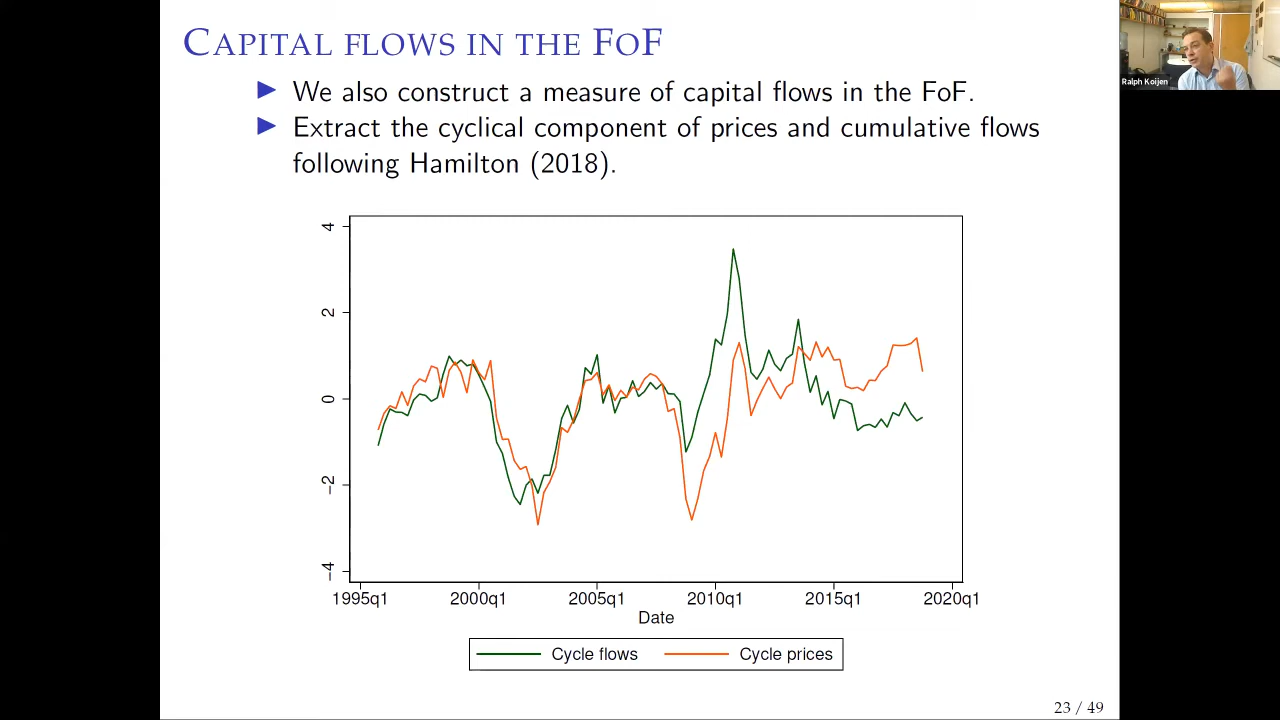 CAPITAL FLOWS IN THE FOF
▶ We also construct a measure of capital flows in the FoF.
▶ Extract the cyclical component of prices and cumulative flows
following Hamilton (2018).
Ralph Koijen
4
2
0
−2
−4
1995q1 2000q1 2005q1 2010q1 2015q1 2020q1
Date
Cycle flows Cycle prices
23 / 49